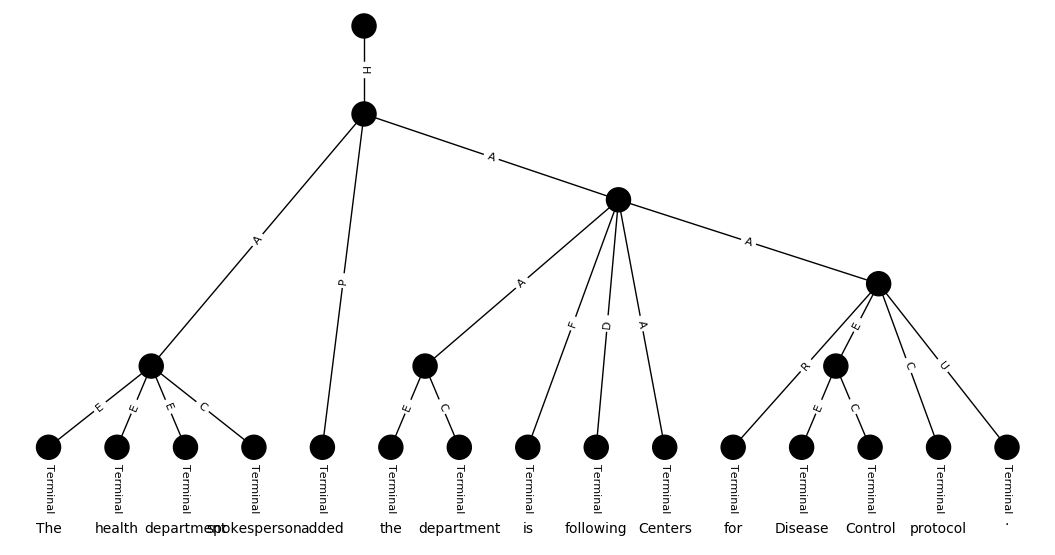 H
A
A
A
P
A
F
D
A
E
R
C
U
E
E
E
C
E
C
E
C
Terminal Terminal Terminal Terminal Terminal Terminal Terminal Terminal Terminal Terminal Terminal Terminal Terminal Terminal Terminal
The health department spokesperson added the department is following Centers for Disease Control protocol .